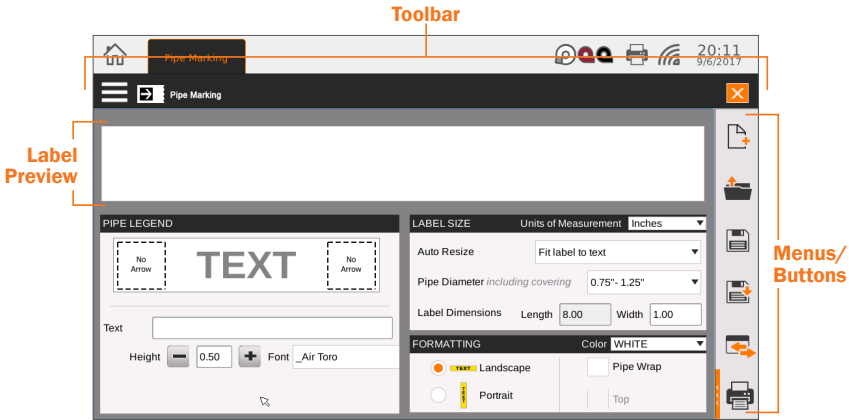 Toolbar
Pipe Marking
20:11
9/6/2017
Pipe Marking
Label
Preview
PIPE LEGEND
No
Arrow
TEXT
No
Arrow
Text
Height 0.50 Font _Air Toro
LABEL SIZE Units of Measurement Inches
Auto Resize Fit label to text
Pipe Diameter including covering 0.75"- 1.25"
Label Dimensions Length 8.00 Width 1.00
FORMATTING Color WHITE
TEXT Landscape Pipe Wrap
TEXT Portrait Top
Menus/
Buttons